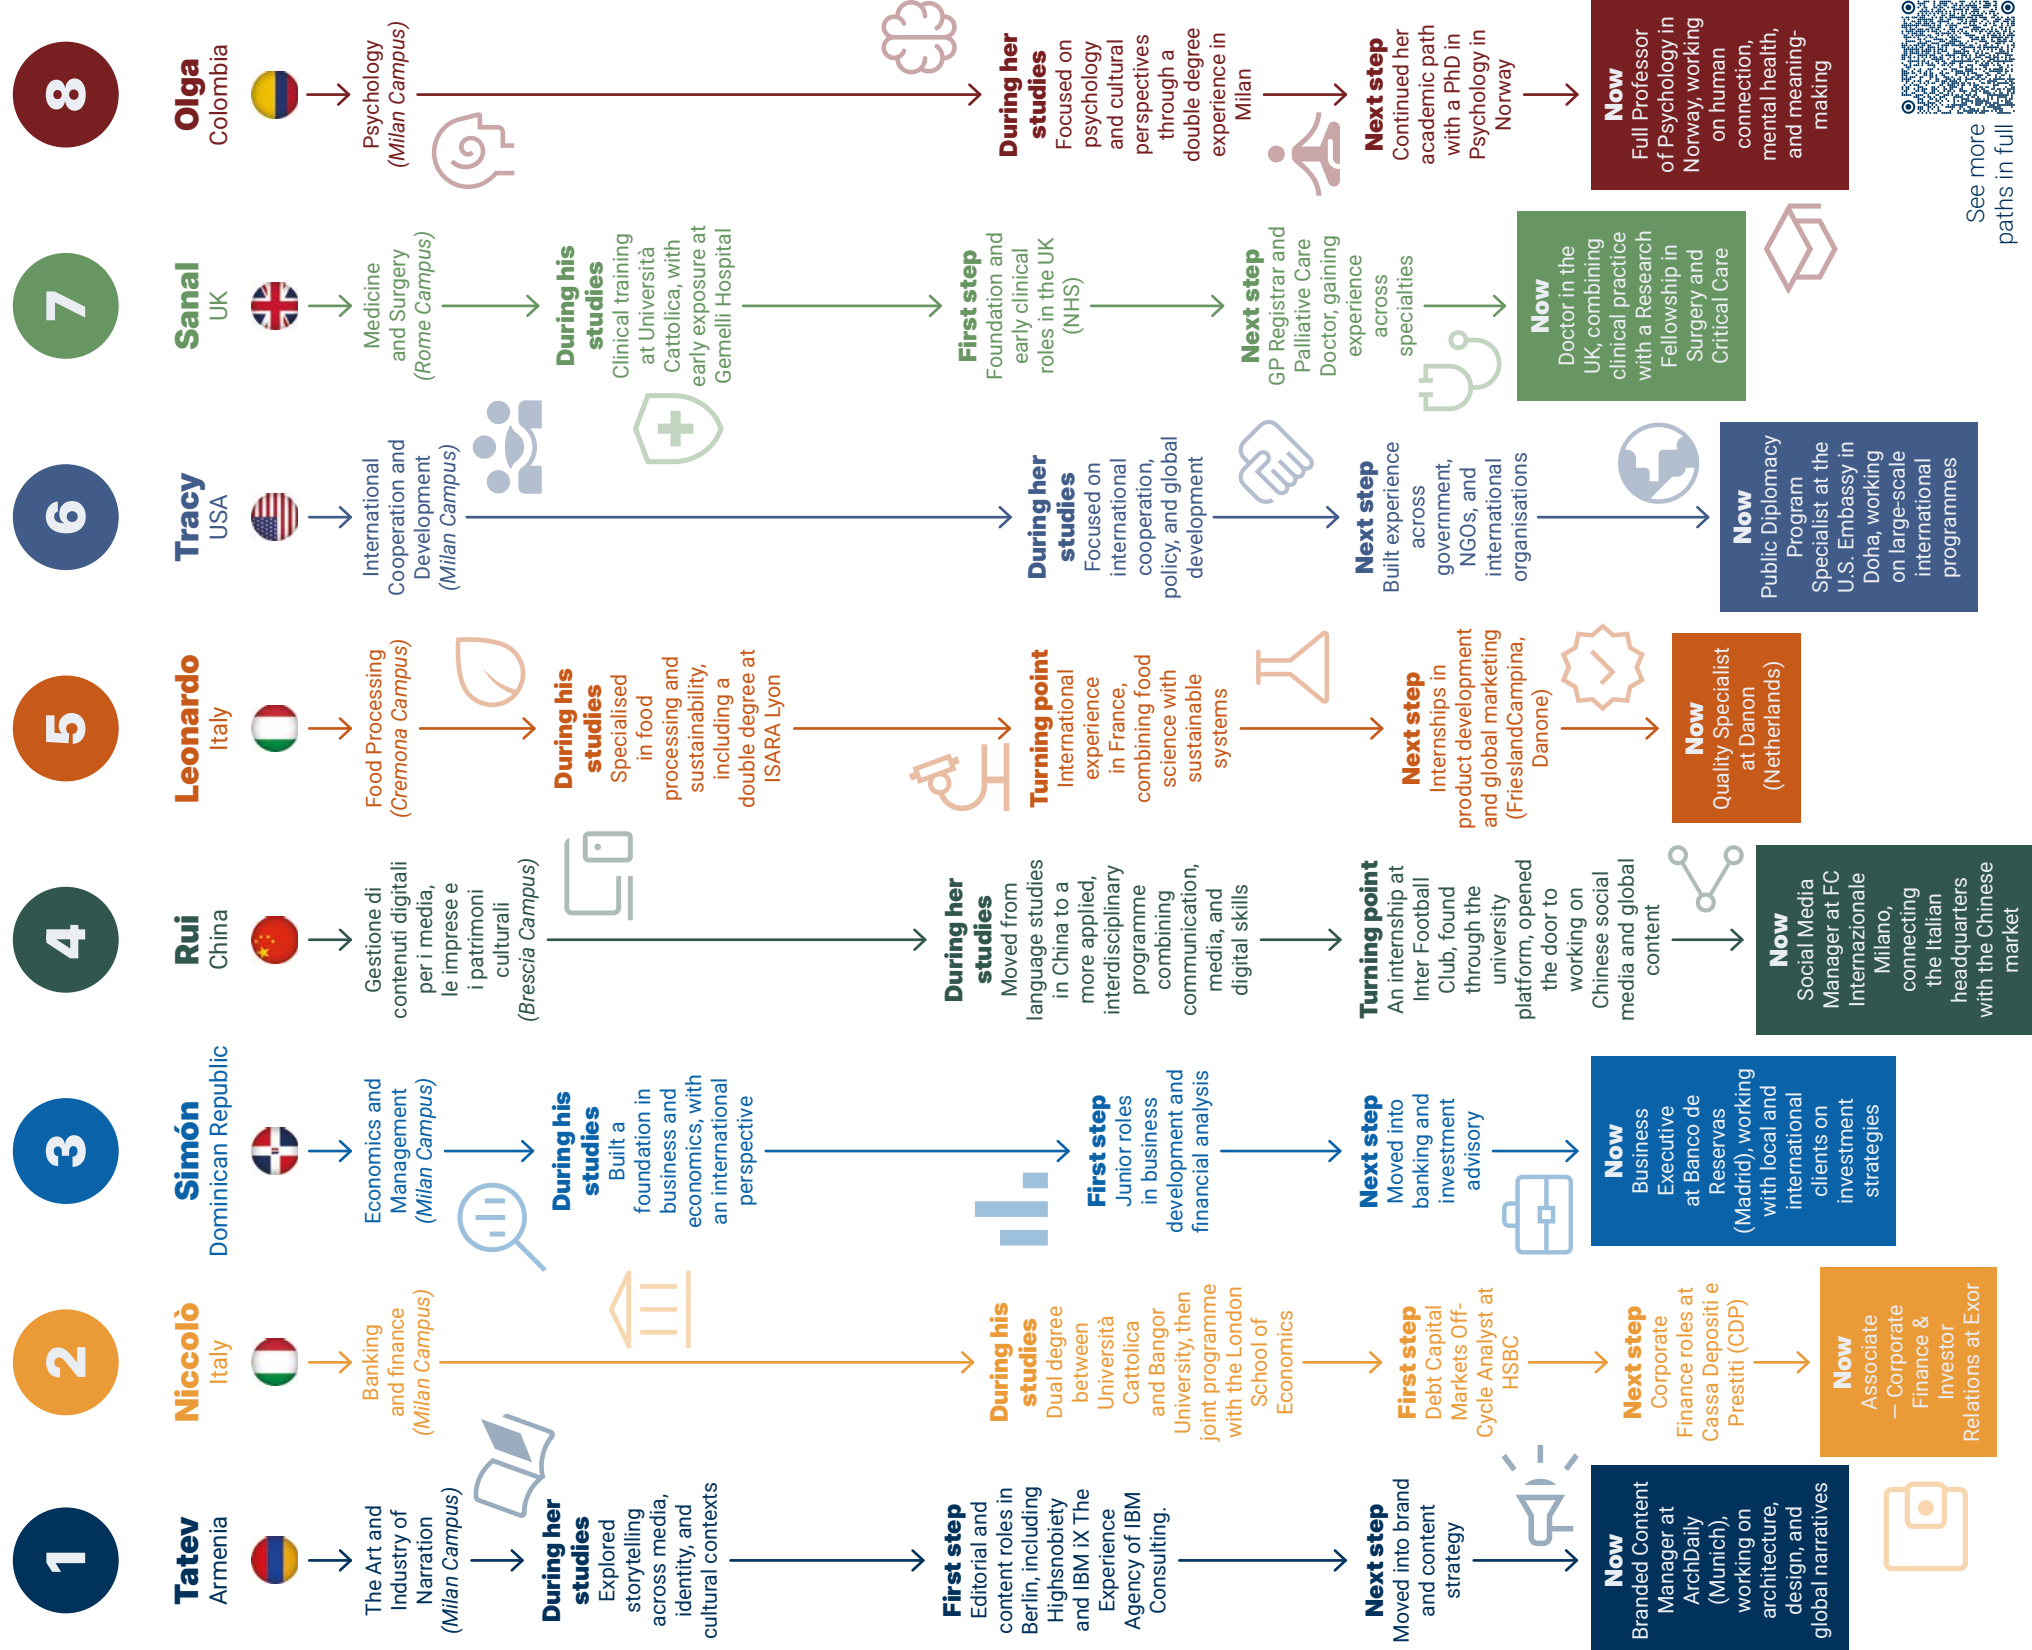 1
Tatev
Armenia
The Art and
Industry of
Narration
(Milan Campus)
During her
studies
Explored
storytelling
across media,
identity, and
cultural contexts
First step
Editorial and
content roles in
Berlin, including
Highsnobiety
and IBM iX The
Experience
Agency of IBM
Consulting.
Next step
Moved into brand
and content
strategy
Now
Branded Content
Manager at
ArchDaily
(Munich),
working on
architecture,
design, and
global narratives
2
Niccolò
Italy
Banking
and finance
(Milan Campus)
During his
studies
Dual degree
between
Università
Cattolica
and Bangor
University, then
joint programme
with the London
School of
Economics
First step
Debt Capital
Markets Off-
Cycle Analyst at
HSBC
Next step
Corporate
Finance roles at
Cassa Depositi e
Prestiti (CDP)
Now
Associate
– Corporate
Finance &
Investor
Relations at Exor
3
Simón
Dominican Republic
Economics and
Management
(Milan Campus)
During his
studies
Built a
foundation in
business and
economics, with
an international
perspective
First step
Junior roles
in business
development and
financial analysis
Next step
Moved into
banking and
investment
advisory
Now
Business
Executive
at Banco de
Reservas
(Madrid), working
with local and
international
clients on
investment
strategies
4
Rui
China
Gestione di
contenuti digitali
per i media,
le imprese e
i patrimoni
culturali
(Brescia Campus)
During her
studies
Moved from
language studies
in China to a
more applied,
interdisciplinary
programme
combining
communication,
media, and
digital skills
Turning point
An internship at
Inter Football
Club, found
through the
university
platform, opened
the door to
working on
Chinese social
media and global
content
Now
Social Media
Manager at FC
Internazionale
Milano,
connecting
the Italian
headquarters
with the Chinese
market
5
Leonardo
Italy
Food Processing
(Cremona Campus)
During his
studies
Specialised
in food
processing and
sustainability,
including a
double degree at
ISARA Lyon
Turning point
International
experience
in France,
combining food
science with
sustainable
systems
Next step
Internships in
product development
and global marketing
(FrieslandCampina,
Danone)
Now
Quality Specialist
at Danon
(Netherlands)
6
Tracy
USA
International
Cooperation and
Development
(Milan Campus)
During her
studies
Focused on
international
cooperation,
policy, and global
development
Next step
Built experience
across
government,
NGOs, and
international
organisations
Now
Public Diplomacy
Program
Specialist at the
U.S. Embassy in
Doha, working
on large-scale
international
programmes
7
Sanal
UK
Medicine
and Surgery
(Rome Campus)
During his
studies
Clinical training
at Università
Cattolica, with
early exposure at
Gemelli Hospital
First step
Foundation and
early clinical
roles in the UK
(NHS)
Next step
GP Registrar and
Palliative Care
Doctor, gaining
experience
across
specialties
Now
Doctor in the
UK, combining
clinical practice
with a Research
Fellowship in
Surgery and
Critical Care
8
Olga
Colombia
Psychology
(Milan Campus)
During her
studies
Focused on
psychology
and cultural
perspectives
through a
double degree
experience in
Milan
Next step
Continued her
academic path
with a PhD in
Psychology in
Norway
Now
Full Professor
of Psychology in
Norway, working
on human
connection,
mental health,
and meaning-
making
See more
paths in full